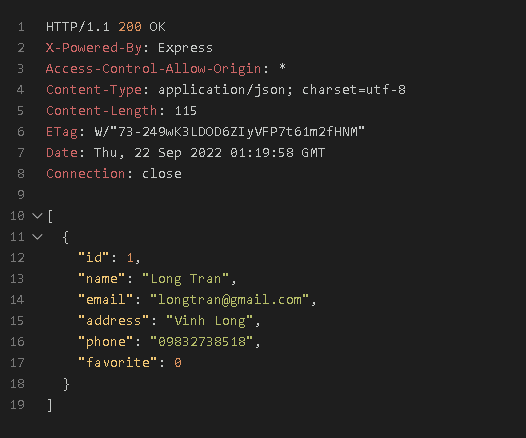 1 HTTP/1.1 200 OK
2 X-Powered-By: Express
3 Access-Control-Allow-Origin: *
4 Content-Type: application/json; charset=utf-8
5 Content-Length: 115
6 ETag: W/"73-249wK3LDOD6ZIyVFP7t61m2fHNM"
7 Date: Thu, 22 Sep 2022 01:19:58 GMT
8 Connection: close
9
10 [
11 {
12 "id": 1,
13 "name": "Long Tran",
14 "email": "longtran@gmail.com",
15 "address": "Vinh Long",
16 "phone": "09832738518",
17 "favorite": 0
18 }
19 ]